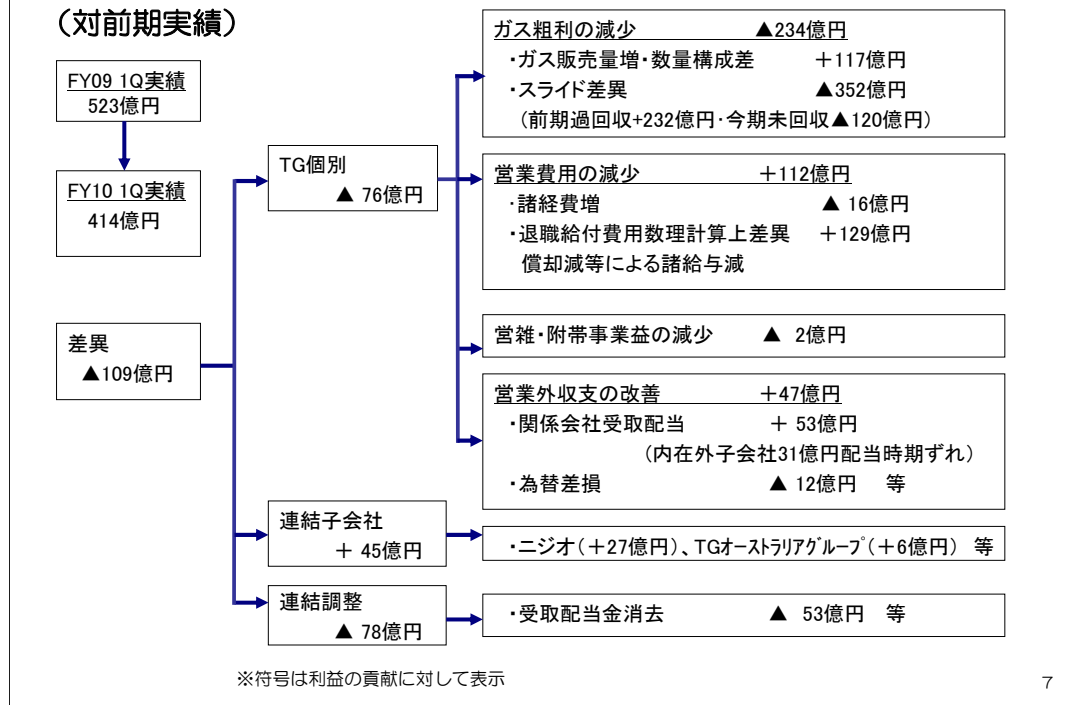 （対前期実績）
FY09 1Q実績
523億円
FY10 1Q実績
414億円
差異
▲109億円
TG個別
▲ 76億円
ガス粗利の減少 ▲234億円
・ガス販売量増・数量構成差 ＋117億円
・スライド差異 ▲352億円
（前期過回収+232億円・今期未回収▲120億円）
営業費用の減少 ＋112億円
・諸経費増 ▲ 16億円
・退職給付費用数理計算上差異 ＋129億円
償却減等による諸給与減
営雑・附帯事業益の減少 ▲ 2億円
営業外収支の改善 ＋47億円
・関係会社受取配当 ＋ 53億円
（内在外子会社31億円配当時期ずれ）
・為替差損 ▲ 12億円 等
連結子会社
＋ 45億円
・ニジオ（＋27億円）、TGｵｰｽﾄﾗﾘｱｸﾞﾙｰﾌﾟ（＋6億円） 等
連結調整
▲ 78億円
・受取配当金消去 ▲ 53億円 等
※符号は利益の貢献に対して表示
7